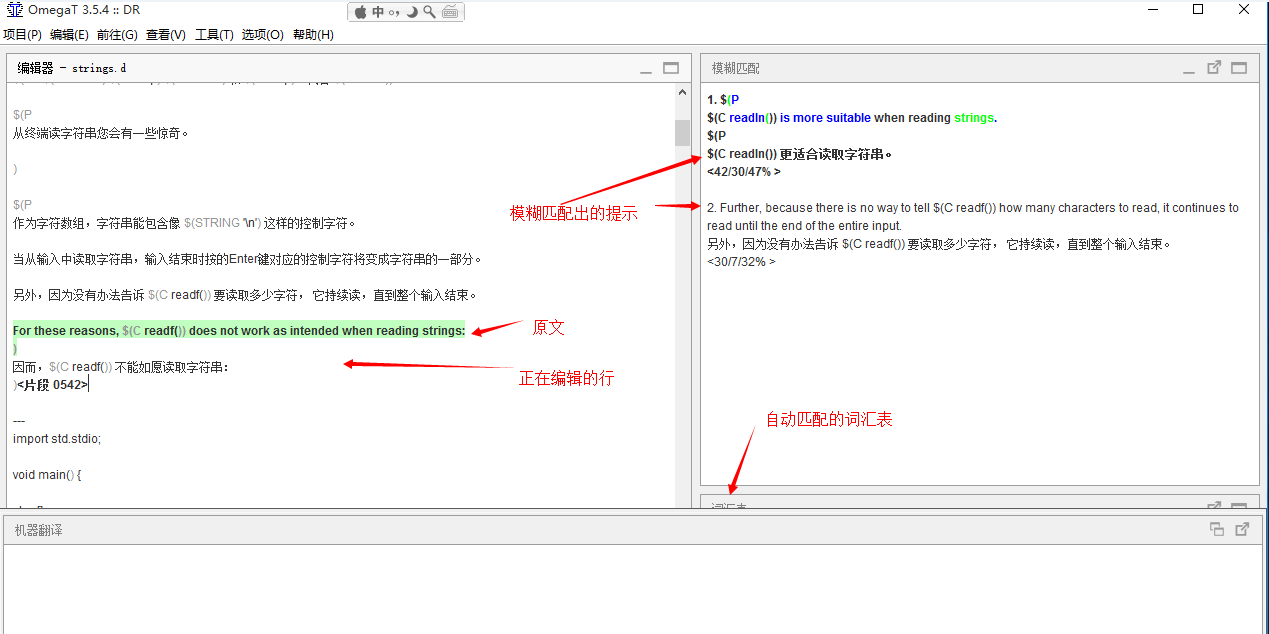 OmegaT 3.5.4 :: DR
中
项目(P) 编辑(E) 前往(G) 查看(V) 工具(T) 选项(O) 帮助(H)
编辑器 - strings.d
$(P
从终端读字符串您会有一些惊奇。
)
$(P
作为字符数组，字符串能包含像 $(STRING '\n') 这样的控制字符。
当从输入中读取字符串，输入结束时按的Enter键对应的控制字符将变成字符串的一部分。
另外，因为没有办法告诉 $(C readf()) 要读取多少字符， 它持续读，直到整个输入结束。
For these reasons, $(C readf()) does not work as intended when reading strings:
)
因而，$(C readf()) 不能如愿读取字符串：
)<片段 0542>
---
import std.stdio;
void main() {
模糊匹配
1. $(P
$(C readln()) is more suitable when reading strings.
$(P
$(C readln()) 更适合读取字符串。
<42/30/47% >
2. Further, because there is no way to tell $(C readf()) how many characters to read, it continues to
read until the end of the entire input.
另外，因为没有办法告诉 $(C readf()) 要读取多少字符， 它持续读，直到整个输入结束。
<30/7/32% >
模糊匹配出的提示
原文
正在编辑的行
自动匹配的词汇表
词汇表
机器翻译